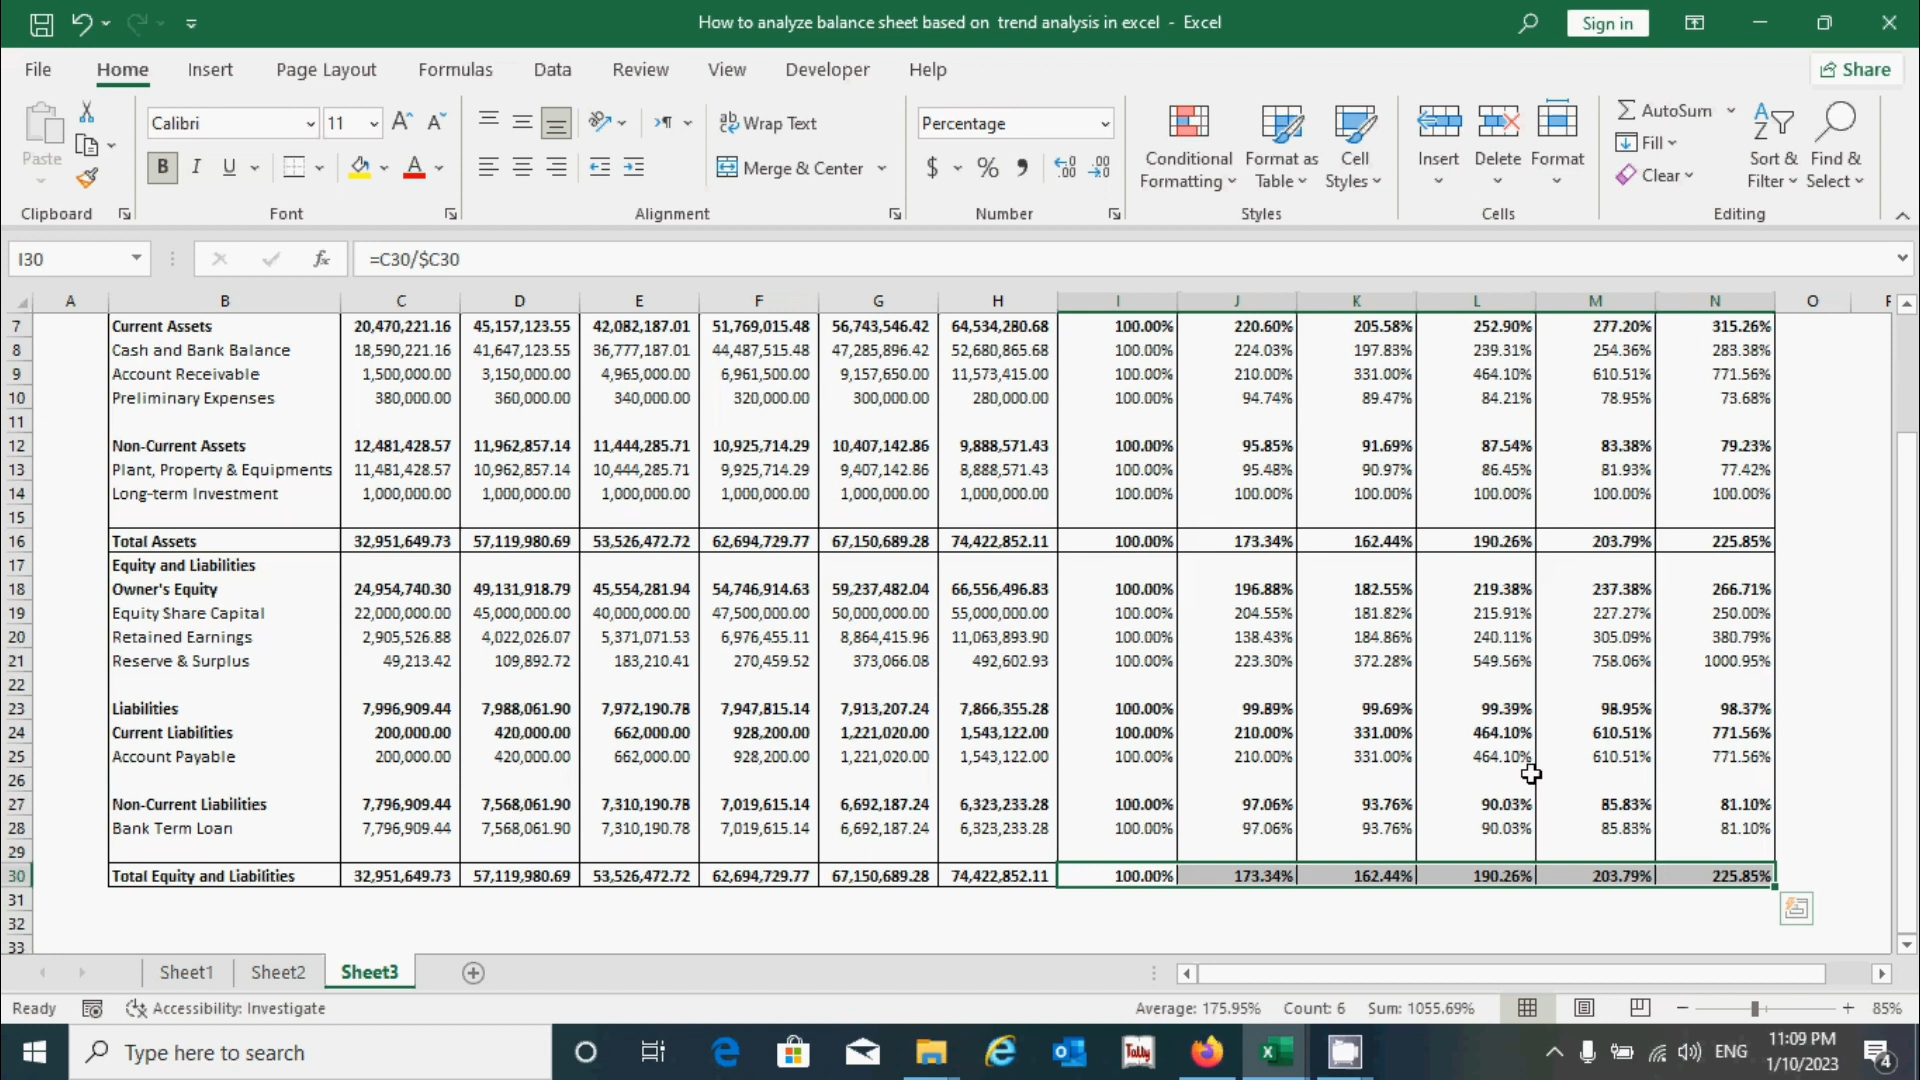 How to analyze balance sheet based on trend analysis in excel - Excel
Sign in
File Home Insert Page Layout Formulas Data Review View Developer Help
Share
Paste
Calibri 11
Wrap Text
Merge & Center
Percentage
Conditional Formatting
Format as Table
Cell Styles
Insert
Delete
Format
AutoSum
Fill
Clear
Sort & Filter
Find & Select
Clipboard Font Alignment Number Styles Cells Editing
I30 fx =C30/$C30
A B C D E F G H I J K L M N O
7 Current Assets 20,470,221.16 45,157,123.55 42,082,187.01 51,769,015.48 56,743,546.42 64,534,280.68 100.00% 220.60% 205.58% 252.90% 277.20% 315.26%
8 Cash and Bank Balance 18,590,221.16 41,647,123.55 36,777,187.01 44,487,515.48 47,285,896.42 52,680,865.68 100.00% 224.03% 197.83% 239.31% 254.36% 283.38%
9 Account Receivable 1,500,000.00 3,150,000.00 4,965,000.00 6,961,500.00 9,157,650.00 11,573,415.00 100.00% 210.00% 331.00% 464.10% 610.51% 771.56%
10 Preliminary Expenses 380,000.00 360,000.00 340,000.00 320,000.00 300,000.00 280,000.00 100.00% 94.74% 89.47% 84.21% 78.95% 73.68%
11
12 Non-Current Assets 12,481,428.57 11,962,857.14 11,444,285.71 10,925,714.29 10,407,142.86 9,888,571.43 100.00% 95.85% 91.69% 87.54% 83.38% 79.23%
13 Plant, Property & Equipments 11,481,428.57 10,962,857.14 10,444,285.71 9,925,714.29 9,407,142.86 8,888,571.43 100.00% 95.48% 90.97% 86.45% 81.93% 77.42%
14 Long-term Investment 1,000,000.00 1,000,000.00 1,000,000.00 1,000,000.00 1,000,000.00 1,000,000.00 100.00% 100.00% 100.00% 100.00% 100.00% 100.00%
15
16 Total Assets 32,951,649.73 57,119,980.69 53,526,472.72 62,694,729.77 67,150,689.28 74,422,852.11 100.00% 173.34% 162.44% 190.26% 203.79% 225.85%
17 Equity and Liabilities
18 Owner's Equity 24,954,740.30 49,131,918.79 45,554,281.94 54,746,914.63 59,237,482.04 66,556,496.83 100.00% 196.88% 182.55% 219.38% 237.38% 266.71%
19 Equity Share Capital 22,000,000.00 45,000,000.00 40,000,000.00 47,500,000.00 50,000,000.00 55,000,000.00 100.00% 204.55% 181.82% 215.91% 227.27% 250.00%
20 Retained Earnings 2,905,526.88 4,022,026.07 5,371,071.53 6,976,455.11 8,864,415.96 11,063,893.90 100.00% 138.43% 184.86% 240.11% 305.09% 380.79%
21 Reserve & Surplus 49,213.42 109,892.72 183,210.41 270,459.52 373,066.08 492,602.93 100.00% 223.30% 372.28% 549.56% 758.06% 1000.95%
22
23 Liabilities 7,996,909.44 7,988,061.90 7,972,190.78 7,947,815.14 7,913,207.24 7,866,355.28 100.00% 99.89% 99.69% 99.39% 98.95% 98.37%
24 Current Liabilities 200,000.00 420,000.00 662,000.00 928,200.00 1,221,020.00 1,543,122.00 100.00% 210.00% 331.00% 464.10% 610.51% 771.56%
25 Account Payable 200,000.00 420,000.00 662,000.00 928,200.00 1,221,020.00 1,543,122.00 100.00% 210.00% 331.00% 464.10% 610.51% 771.56%
26
27 Non-Current Liabilities 7,796,909.44 7,568,061.90 7,310,190.78 7,019,615.14 6,692,187.24 6,323,233.28 100.00% 97.06% 93.76% 90.03% 85.83% 81.10%
28 Bank Term Loan 7,796,909.44 7,568,061.90 7,310,190.78 7,019,615.14 6,692,187.24 6,323,233.28 100.00% 97.06% 93.76% 90.03% 85.83% 81.10%
29
30 Total Equity and Liabilities 32,951,649.73 57,119,980.69 53,526,472.72 62,694,729.77 67,150,689.28 74,422,852.11 100.00% 173.34% 162.44% 190.26% 203.79% 225.85%
31
32
33
Sheet1 Sheet2 Sheet3
Ready Accessibility: Investigate Average: 175.95% Count: 6 Sum: 1055.69% 85%
Type here to search
Tally
ENG
11:09 PM
1/10/2023
4